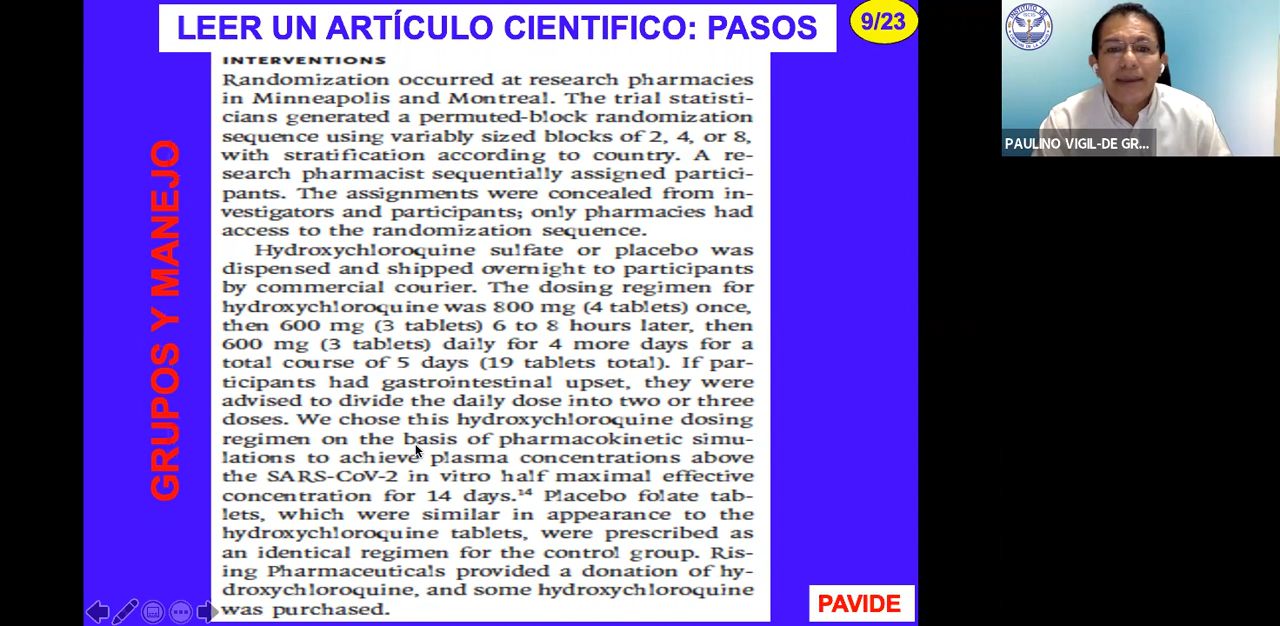 LEER UN ARTÍCULO CIENTIFICO: PASOS
9/23
GRUPOS Y MANEJO
INTERVENTIONS
Randomization occurred at research pharmacies
in Minneapolis and Montreal. The trial statisti-
cians generated a permuted-block randomization
sequence using variably sized blocks of 2, 4, or 8,
with stratification according to country. A re-
search pharmacist sequentially assigned partici-
pants. The assignments were concealed from in-
vestigators and participants; only pharmacies had
access to the randomization sequence.
Hydroxychloroquine sulfate or placebo was
dispensed and shipped overnight to participants
by commercial courier. The dosing regimen for
hydroxychloroquine was 800 mg (4 tablets) once,
then 600 mg (3 tablets) 6 to 8 hours later, then
600 mg (3 tablets) daily for 4 more days for a
total course of 5 days (19 tablets total). If par-
ticipants had gastrointestinal upset, they were
advised to divide the daily dose into two or three
doses. We chose this hydroxychloroquine dosing
regimen on the basis of pharmacokinetic simu-
lations to achieve plasma concentrations above
the SARS-CoV-2 in vitro half maximal effective
concentration for 14 days.¹⁴ Placebo folate tab-
lets, which were similar in appearance to the
hydroxychloroquine tablets, were prescribed as
an identical regimen for the control group. Ris-
ing Pharmaceuticals provided a donation of hy-
droxychloroquine, and some hydroxychloroquine
was purchased.
PAVIDE
PAULINO VIGIL-DE GR...